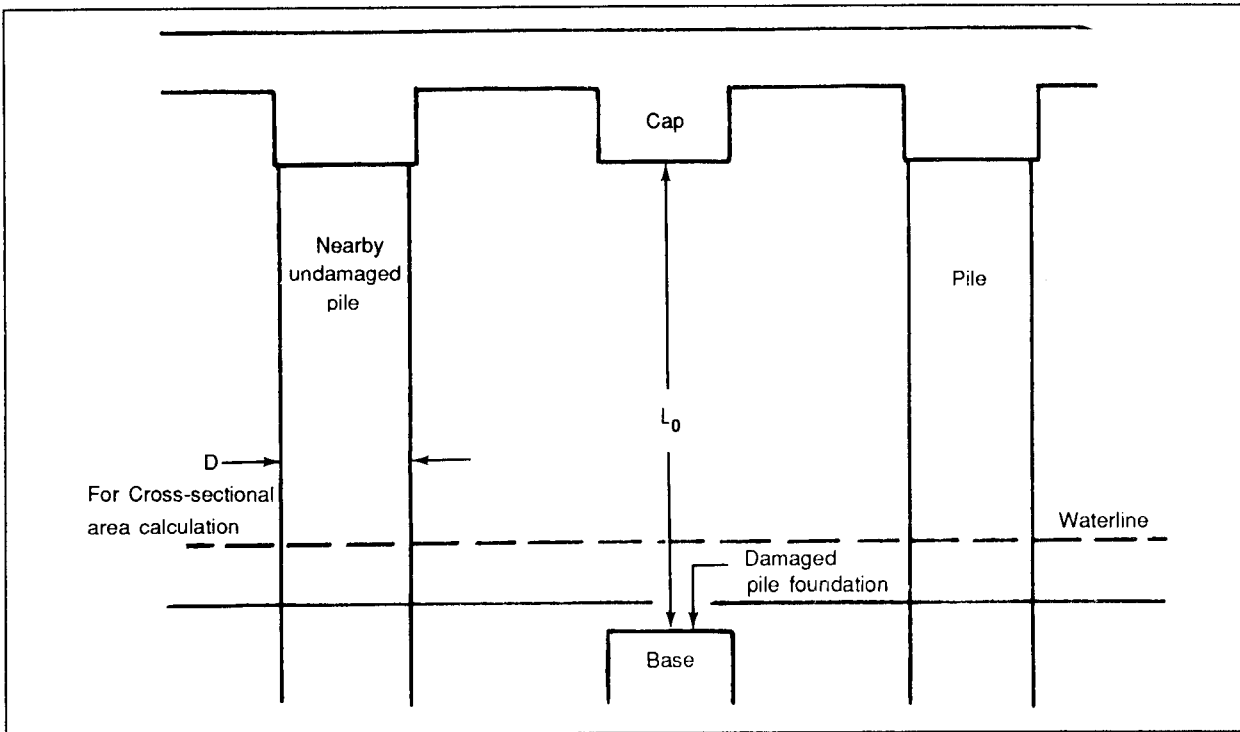 Cap
Nearby
undamaged
pile
Pile
L0
D
For Cross-sectional
area calculation
Waterline
Damaged
pile foundation
Base